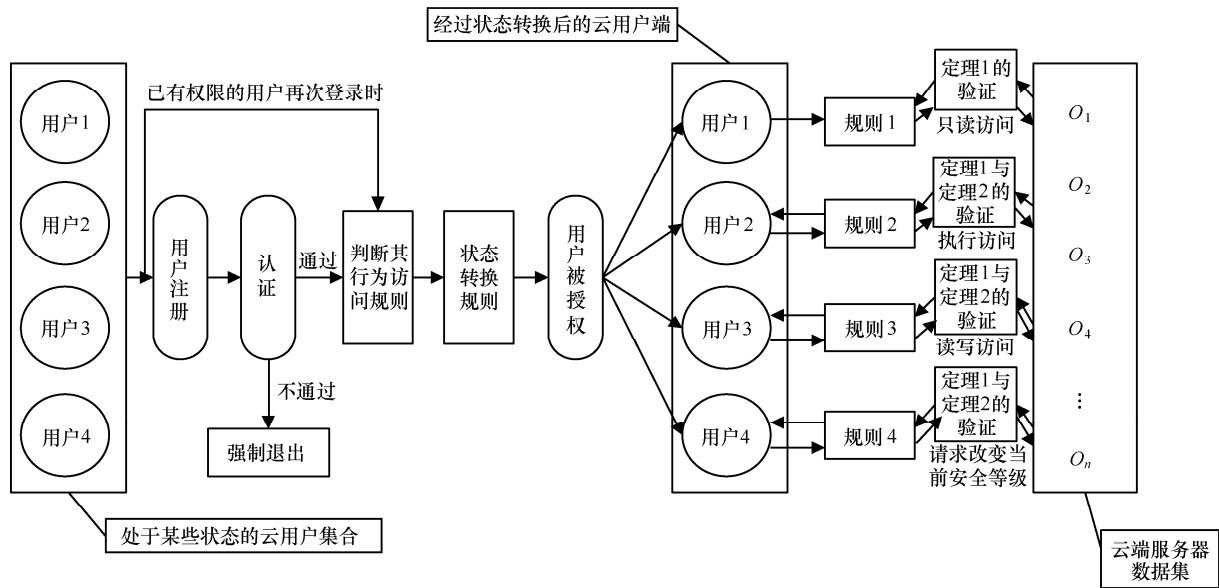 经过状态转换后的云用户端
已有权限的用户再次登录时
用户1
用户2
用户3
用户4
用户注册
认证
通过
不通过
强制退出
判断其
行为访
问规则
状态
转换
规则
用户被授权
用户1
用户2
用户3
用户4
规则1
规则2
规则3
规则4
定理1的
验证
只读访问
定理1与
定理2的
验证
执行访问
定理1与
定理2的
验证
读写访问
定理1与
定理2的
验证
请求改变当
前安全等级
O1
O2
O3
O4
⋮
On
处于某些状态的云用户集合
云端服务器
数据集